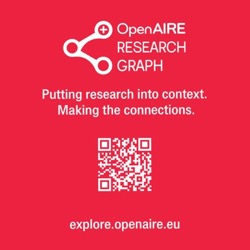 OpenAIRE
RESEARCH
GRAPH
Putting research into context.
Making the connections.
explore.openaire.eu